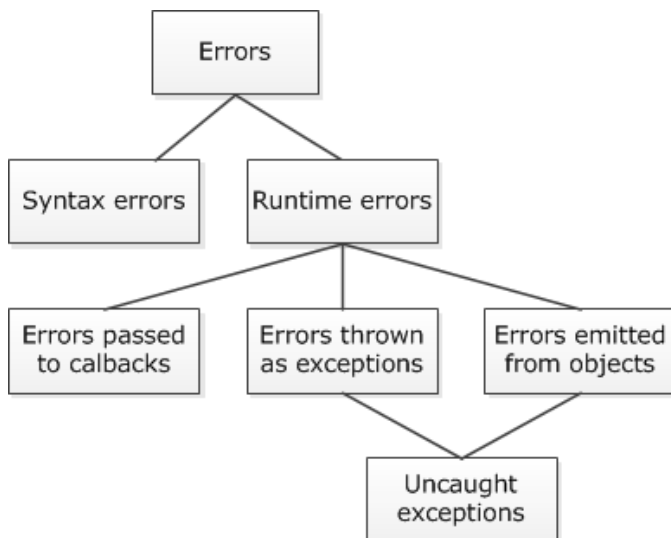 Errors
Syntax errors
Runtime errors
Errors passed
to calbacks
Errors thrown
as exceptions
Errors emitted
from objects
Uncaught
exceptions